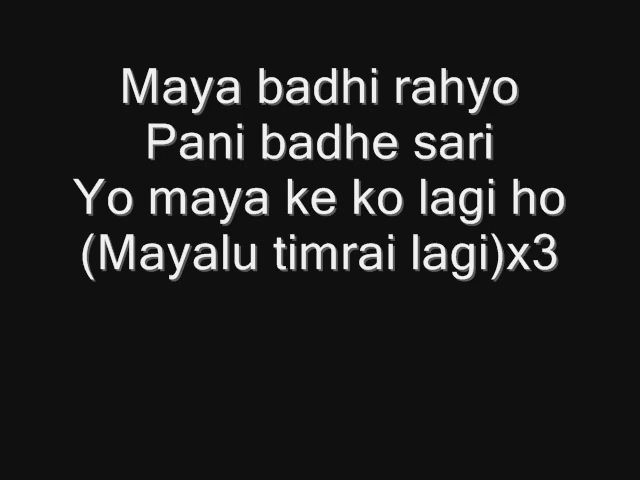 Maya badhi rahyo
Pani badhe sari
Yo maya ke ko lagi ho
(Mayalu timrai lagi)x3